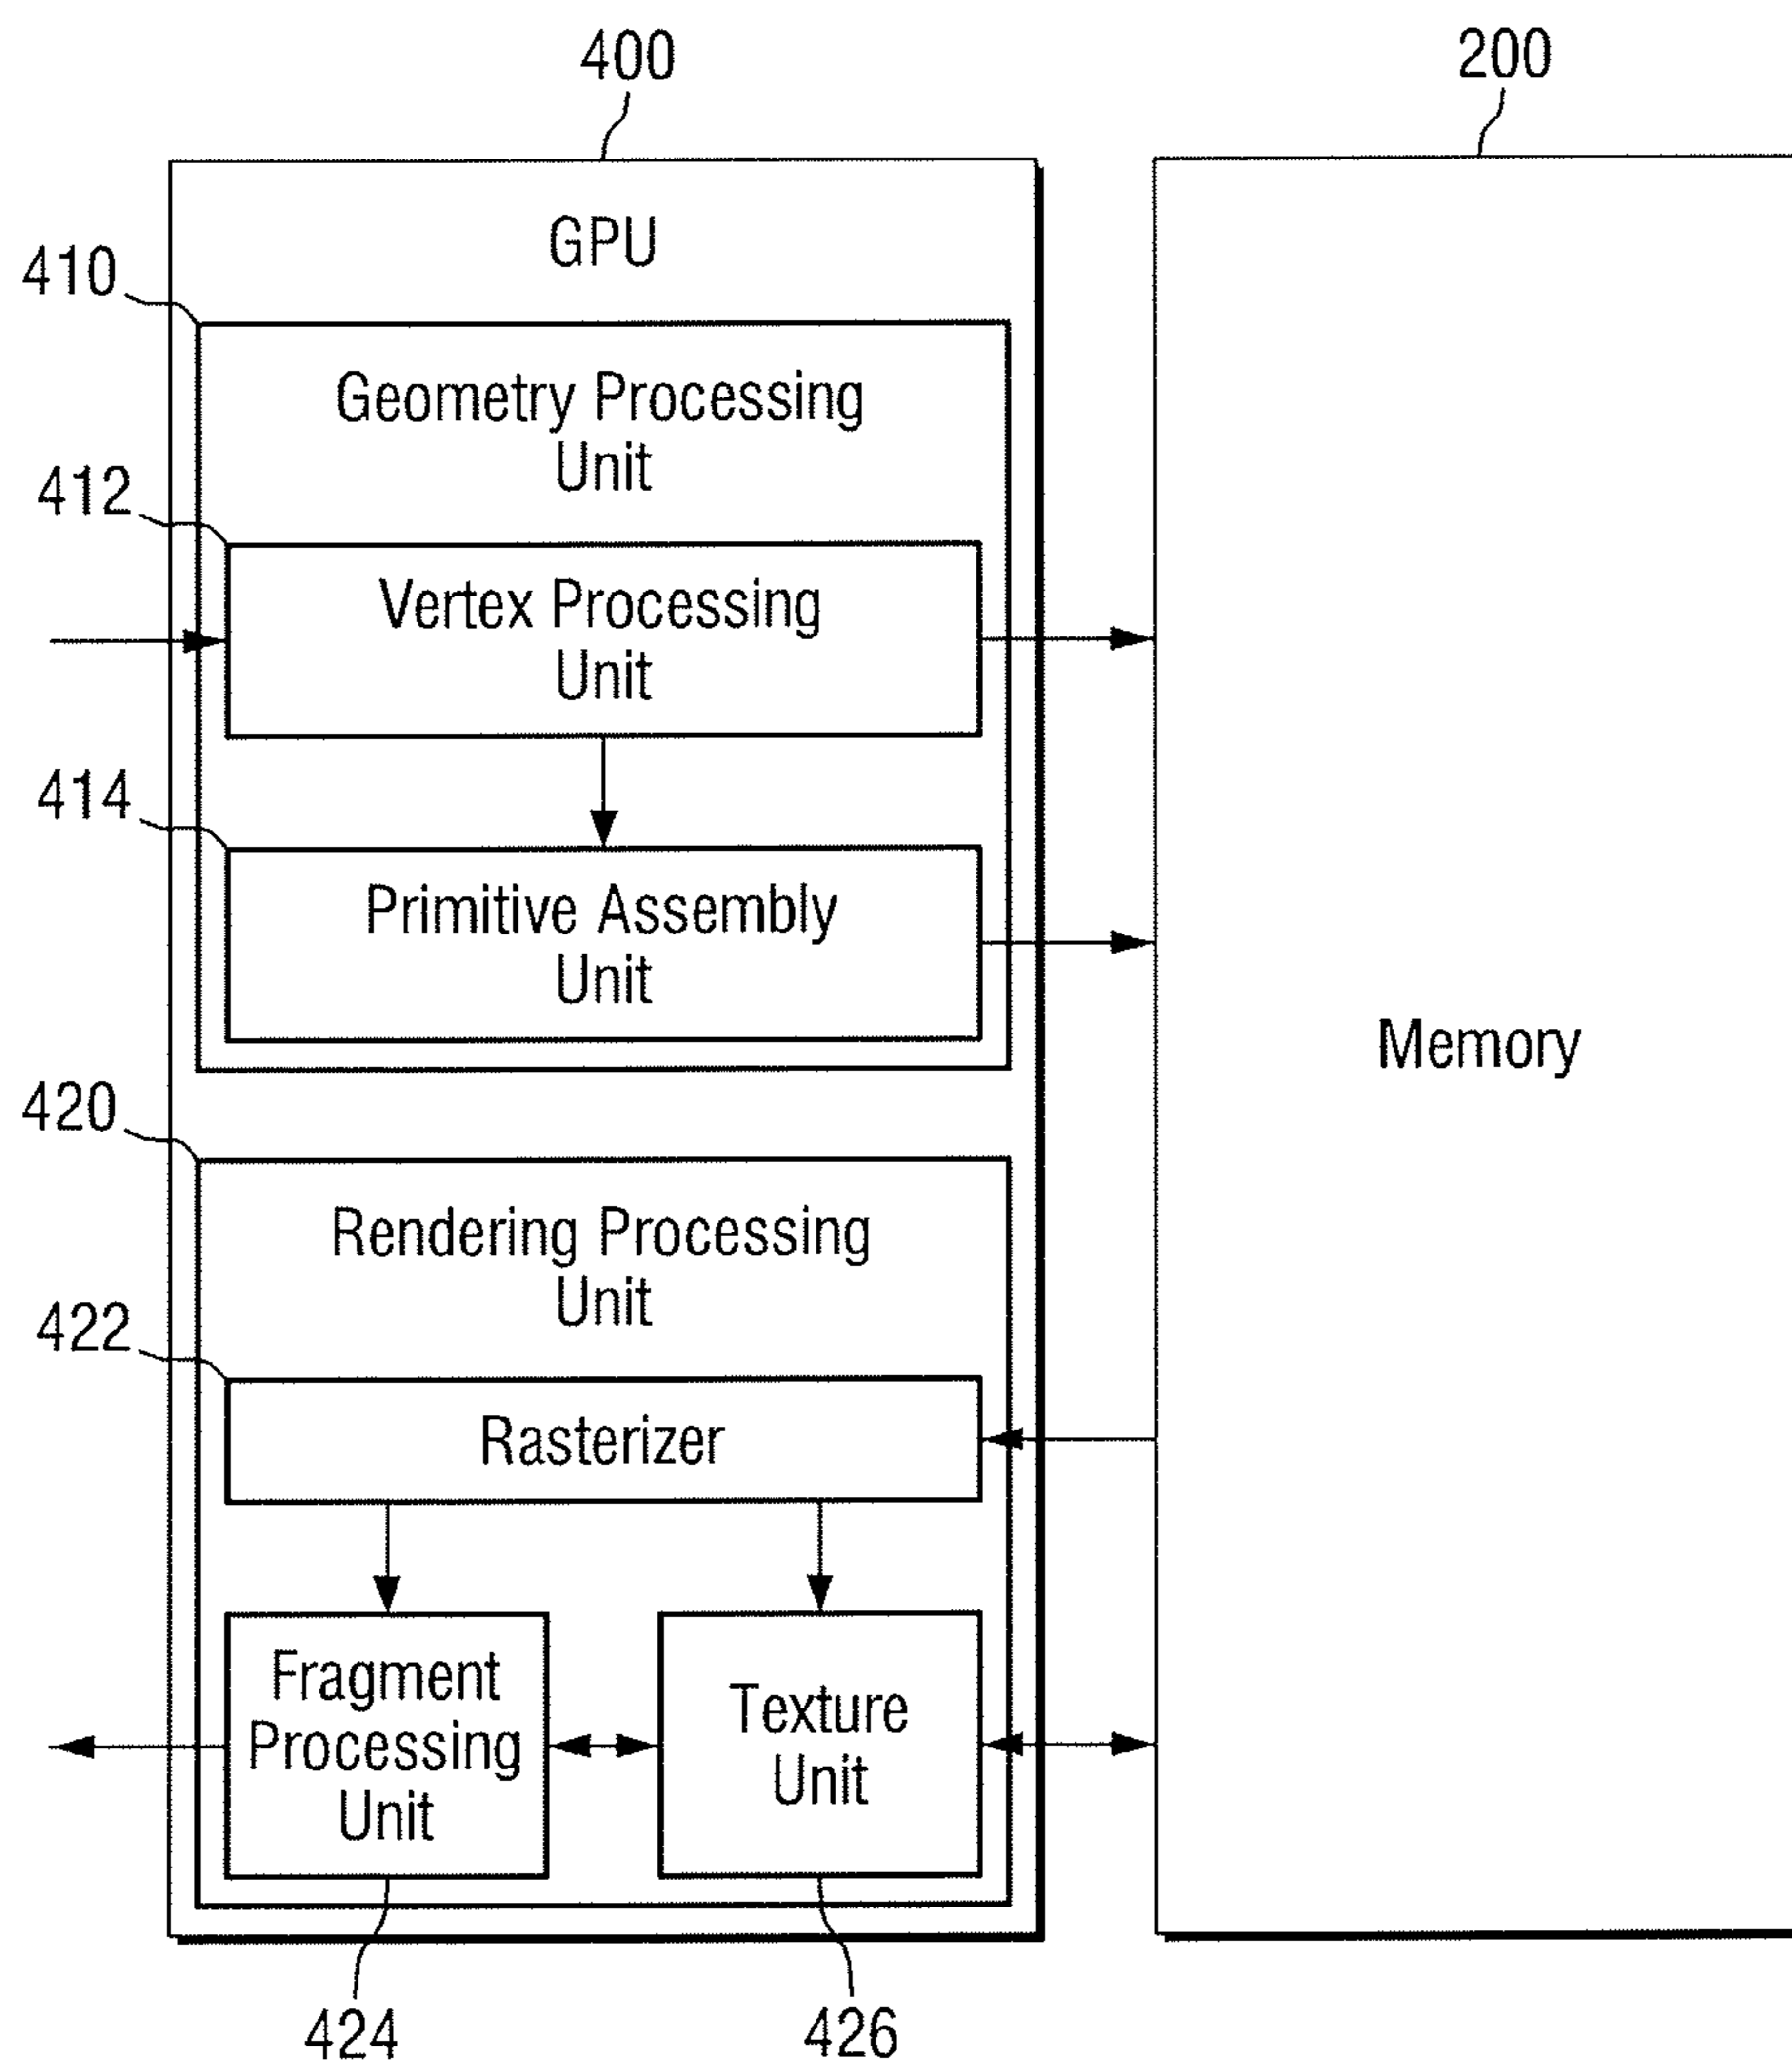 400
200
GPU
410
Geometry Processing
Unit
412
Vertex Processing
Unit
414
Primitive Assembly
Unit
Memory
420
Rendering Processing
Unit
422
Rasterizer
Fragment
Processing
Unit
Texture
Unit
424
426